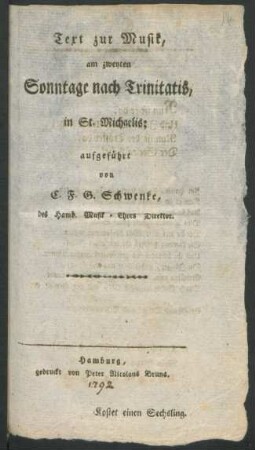 Text zur Musik,
am zweyten
Sonntage nach Trinitatis,
in St. Michaelis;
aufgeführt
von
C. F. G. Schwenke,
des Hamb. Musik - Chors Direktor.
Hamburg,
gedruckt von Peter Nicolaus Bruns.
1792
Kostet einen Sechsling.